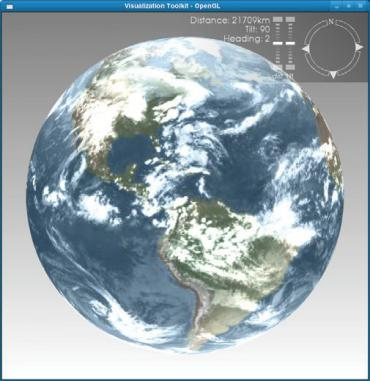 Visualization Toolkit - OpenGL
Distance: 21709km
Tilt: 90
Heading: 2
N